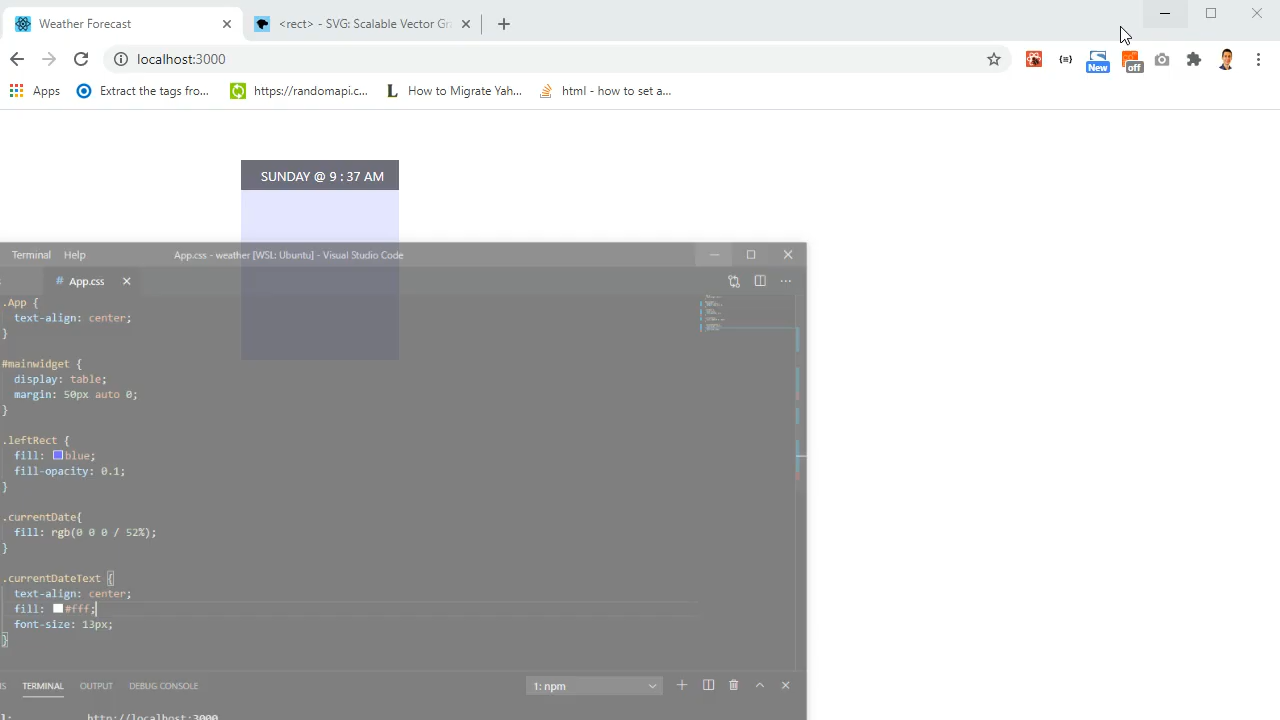 Weather Forecast
<rect> - SVG: Scalable Vector Gra
localhost:3000
New
off
Apps
Extract the tags fro...
https://randomapi.c...
How to Migrate Yah...
html - how to set a...
SUNDAY @ 9 : 37 AM
Terminal Help
App.css - weather [WSL: Ubuntu] - Visual Studio Code
# App.css
.App {
text-align: center;
}
#mainwidget {
display: table;
margin: 50px auto 0;
}
.leftRect {
fill: blue;
fill-opacity: 0.1;
}
.currentDate{
fill: rgb(0 0 0 / 52%);
}
.currentDateText {
text-align: center;
fill: #fff;
font-size: 13px;
}
TERMINAL OUTPUT DEBUG CONSOLE
1: npm
http://localhost:3000